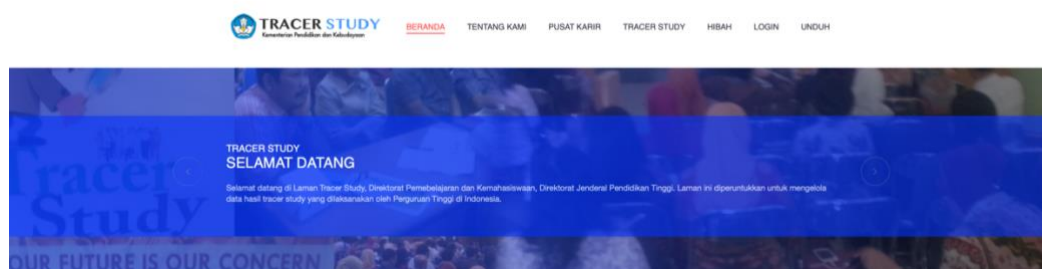 TRACER STUDY
Kementerian Pendidikan dan Kebudayaan
BERANDA TENTANG KAMI PUSAT KARIR TRACER STUDY HIBAH LOGIN UNDUH
TRACER STUDY
SELAMAT DATANG
Selamat datang di Laman Tracer Study, Direktorat Pemebelajaran dan Kemahasiswaan, Direktorat Jenderal Pendidikan Tinggi. Laman ini diperuntukkan untuk mengelola
data hasil tracer study yang dilaksanakan oleh Perguruan Tinggi di Indonesia.
Tracer
Study
OUR FUTURE IS OUR CONCERN